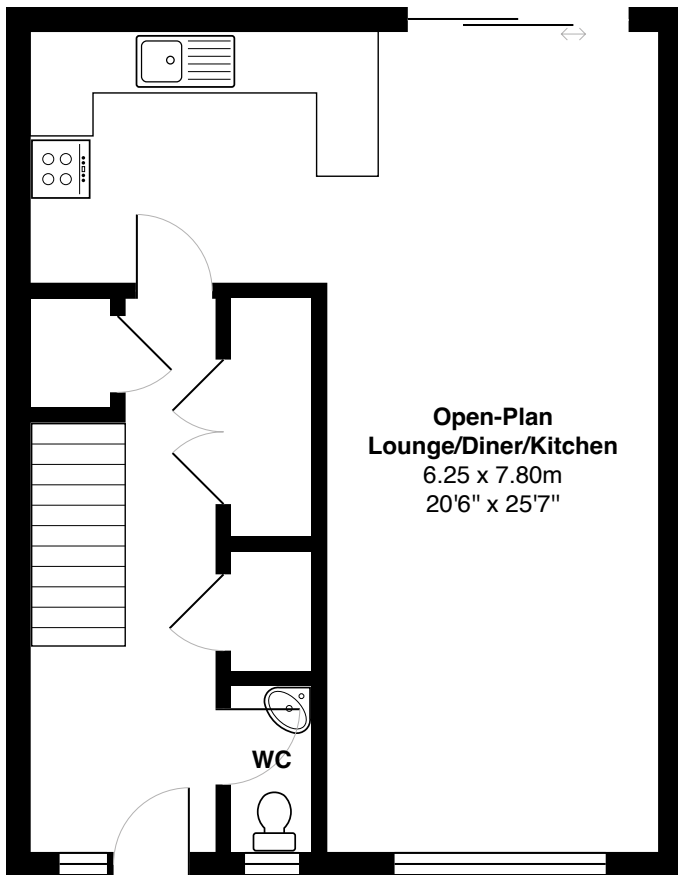 Open-Plan
Lounge/Diner/Kitchen
6.25 x 7.80m
20'6" x 25'7"
WC